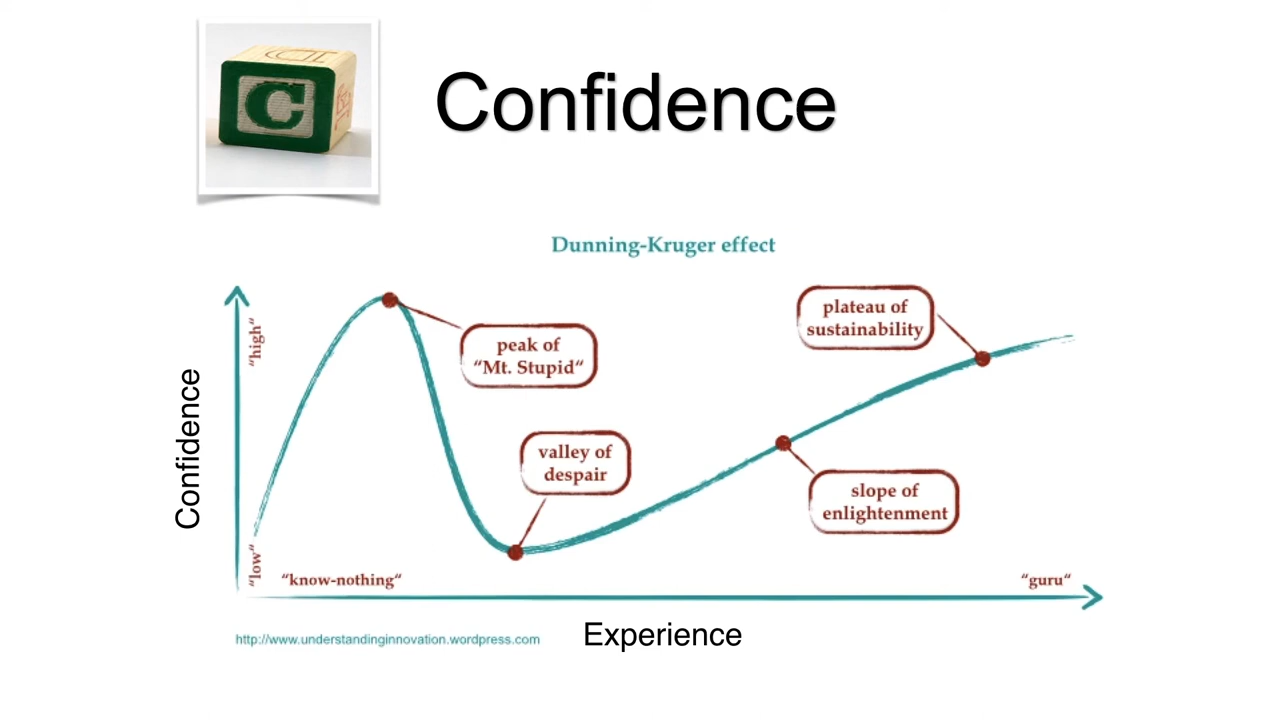 C
Confidence
Dunning-Kruger effect
"high"
peak of
"Mt. Stupid"
plateau of
sustainability
Confidence
valley of
despair
slope of
enlightenment
"low"
"know-nothing"
"guru"
http://www.understandinginnovation.wordpress.com
Experience